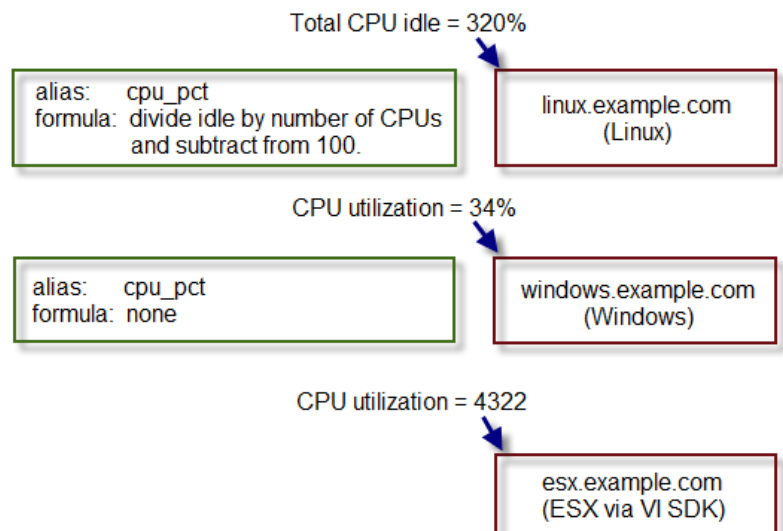 Total CPU idle = 320%
alias: cpu_pct
formula: divide idle by number of CPUs
and subtract from 100.
linux.example.com
(Linux)
CPU utilization = 34%
alias: cpu_pct
formula: none
windows.example.com
(Windows)
CPU utilization = 4322
esx.example.com
(ESX via VI SDK)